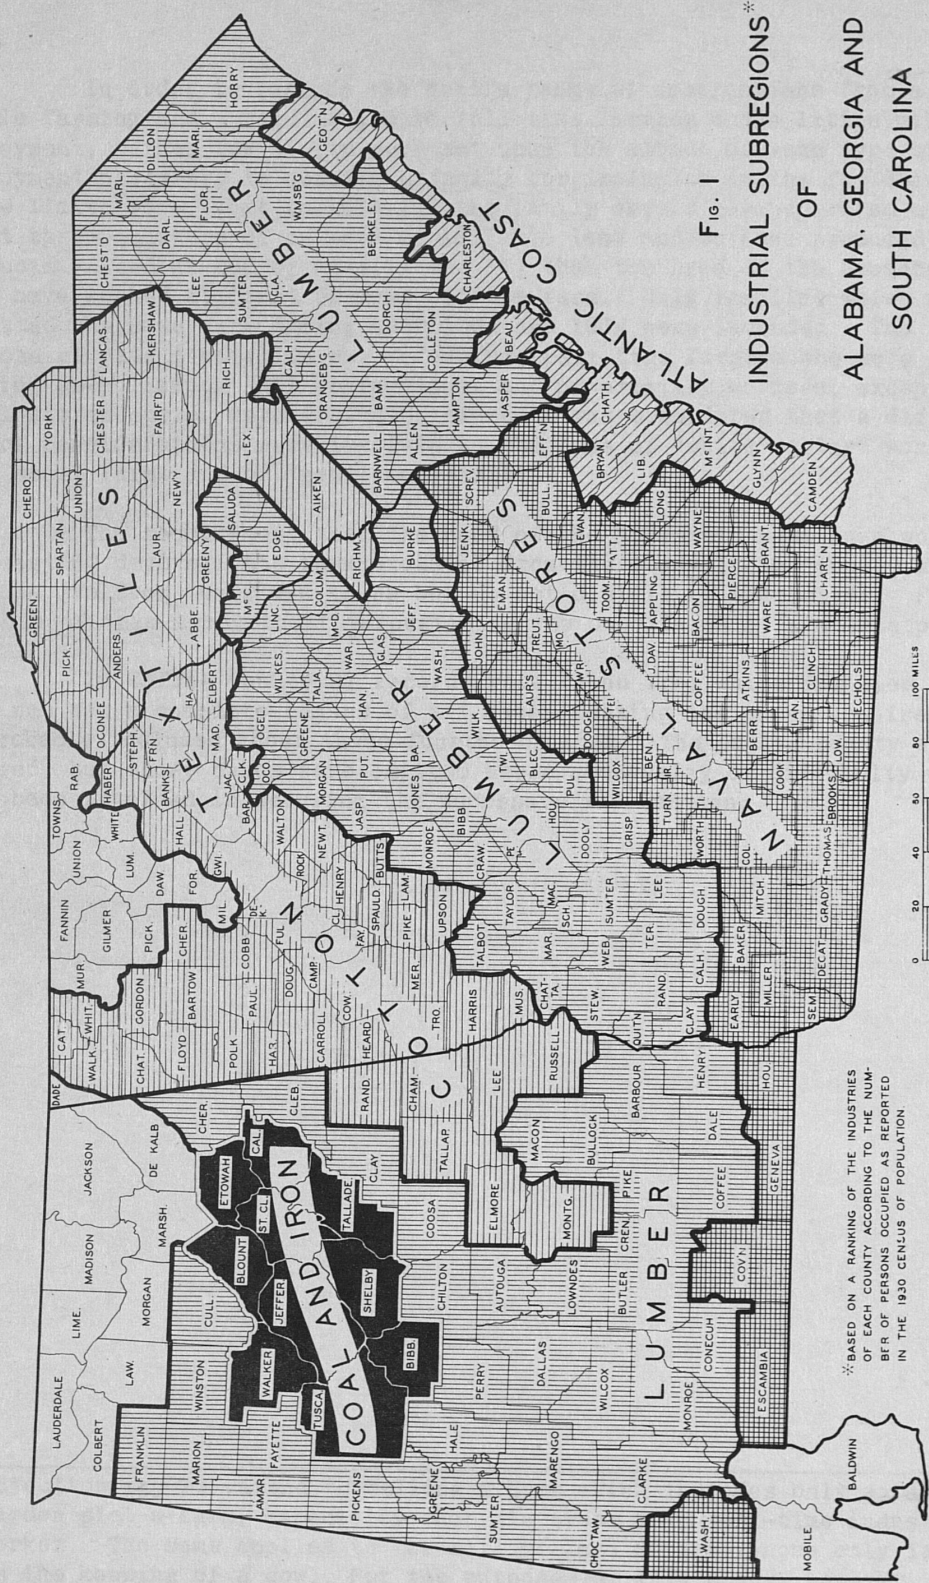 FIG. 1
INDUSTRIAL SUBREGIONS*
OF
ALABAMA, GEORGIA AND
SOUTH CAROLINA
COAL AND IRON
LUMBER
COTTON TEXTILES
LUMBER
NAVAL STORES
LUMBER
ATLANTIC COAST
LAUDERDALE
LIME.
MADISON
JACKSON
COLBERT
LAW.
MORGAN
MARSH.
DE KALB
FRANKLIN
WINSTON
CULL.
BLOUNT
ETOWAH
CHER.
MARION
WALKER
ST. CL.
CAL.
CLEB.
LAMAR
FAYETTE
JEFFER.
TALLADE.
CLAY
RAND.
PICKENS
TUSCA.
SHELBY
BIBB.
COOSA
TALLAP.
CHAM.
GREENE
HALE
PERRY
CHILTON
AUTOUGA
ELMORE
LEE
SUMTER
MARENGO
DALLAS
LOWNDES
MONTG.
MACON
RUSSELL
CHOCTAW
CLARKE
WILCOX
BUTLER
CREN.
PIKE
BULLOCK
BARBOUR
WASH.
MONROE
CONECUH
COFFEE
DALE
HENRY
MOBILE
BALDWIN
ESCAMBIA
COV'N
GENEVA
HOU.
DADE
CAT.
WALK.
WHIT.
MUR.
FANNIN
UNION
TOWNS
RAB.
CHAT.
GORDON
GILMER
PICK.
LUM.
WHITE
HABER
STEPH.
FLOYD
BARTOW
CHER.
DAW.
FOR.
HALL
BANKS
FRN.
HA.
POLK
PAUL.
COBB
MIL.
GWI.
BAR.
JAC.
MAD.
ELBERT
HAR.
DOUG.
FUL
DE K.
WALTON
CLK.
OCO
OGEL
CARROLL
CAMP.
CL.
ROCK
NEWT.
MORGAN
GREENE
WILKES
LINC.
HEARD
COW.
FAY.
HENRY
BUTTS
JASP.
PUT.
TALIA.
WAR.
MCD.
COLUM.
TRO.
MER.
PIKE
SPAULD.
LAM.
MONROE
JONES
BA.
HAN.
GLAS.
RICHM.
HARRIS
TALBOT
UPSON
CRAW.
BIBB
TWI.
WILK.
WASH.
JEFF.
BURKE
MUS.
CHAT-
TA.
MAR.
TAYLOR
MAC.
PE
HOU.
BLEC.
LAUR'S
JOHN.
EMAN.
JENK.
SCREV.
STEW.
WEB.
SCH.
SUMTER
DOOLY
PUL.
DODGE
WR.
TREUT.
MO.
BULL.
EFF'N
QUITN
RAND.
TER.
LEE
CRISP
WILCOX
TEL
TOOM.
TATT.
EVAN.
BRYAN
CHATH.
CLAY
CALH.
DOUGH
WORTH
TURN
BEN.
IR.
J. DAV
APPLING
LONG
LIB.
McINT.
EARLY
BAKER
MITCH
COL
COFFEE
BACON
WAYNE
GLYNN
MILLER
COOK
BERR.
ATKINS.
WARE
PIERCE
BRANT.
CAMDEN
SEM.
DECAT.
GRADY
THOMAS
BROOKS
LOW.
LAN.
ECHOLS
CLINCH
CHARLN
OCONEE
PICK.
GREEN.
SPARTAN
CHERO.
YORK
ANDERS.
LAUR.
UNION
CHESTER
LANCAS
CHEST'D
MARL.
DILLON
ABBE
GREENY
NEW'Y
FAIRF'D
KERSHAW
DARL
FLOR.
MARI.
HORRY
McC.
EDGE.
SALUDA
LEX.
RICH.
LEE
SUMTER
CLA
WMSB'G
GEOT'N
AIKEN
CALH.
ORANGEB'G
BARNWELL
BAM.
DORCH.
BERKELEY
ALLEN
HAMPTON
COLLETON
CHARLESTON
JASPER
BEAU.
0 20 40 60 80 100 MILES
*BASED ON A RANKING OF THE INDUSTRIES
OF EACH COUNTY ACCORDING TO THE NUM-
BER OF PERSONS OCCUPIED AS REPORTED
IN THE 1930 CENSUS OF POPULATION.